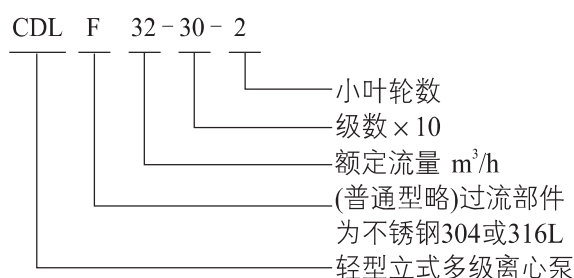 CDL F 32-30-2
小叶轮数
级数×10
额定流量 m³/h
(普通型略)过流部件
为不锈钢304或316L
轻型立式多级离心泵